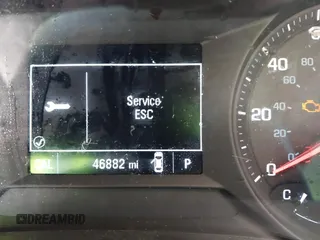 Service
ESC
46882 mi
P
40
20
0
C
DREAMBID